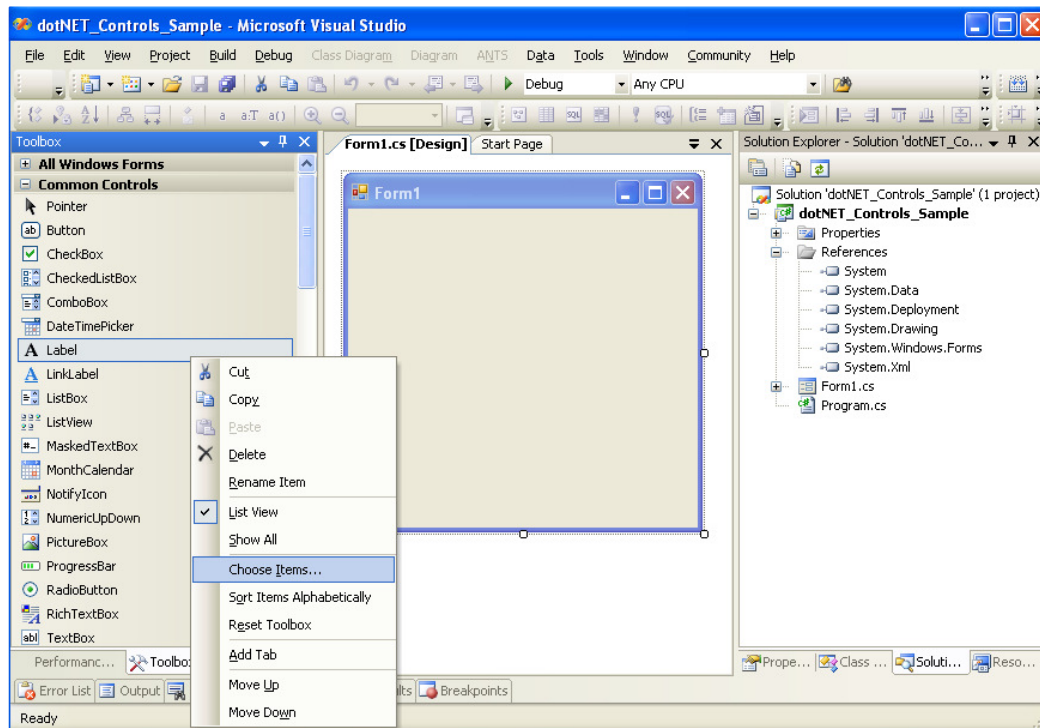 dotNET_Controls_Sample - Microsoft Visual Studio
File Edit View Project Build Debug Class Diagram Diagram ANTS Data Tools Window Community Help
Debug Any CPU
a a:T a()
Toolbox
All Windows Forms
Common Controls
Pointer
ab Button
CheckBox
CheckedListBox
ComboBox
DateTimePicker
A Label
A LinkLabel
ListBox
ListView
MaskedTextBox
MonthCalendar
NotifyIcon
NumericUpDown
PictureBox
ProgressBar
RadioButton
RichTextBox
abl TextBox
Performanc... Toolbo
Cut
Copy
Paste
Delete
Rename Item
List View
Show All
Choose Items...
Sort Items Alphabetically
Reset Toolbox
Add Tab
Move Up
Move Down
Form1.cs [Design] Start Page
Form1
Solution Explorer - Solution 'dotNET_Co...
Solution 'dotNET_Controls_Sample' (1 project)
dotNET_Controls_Sample
Properties
References
System
System.Data
System.Deployment
System.Drawing
System.Windows.Forms
System.Xml
Form1.cs
Program.cs
Prope... Class ... Soluti... Reso...
Error List Output lts Breakpoints
Ready